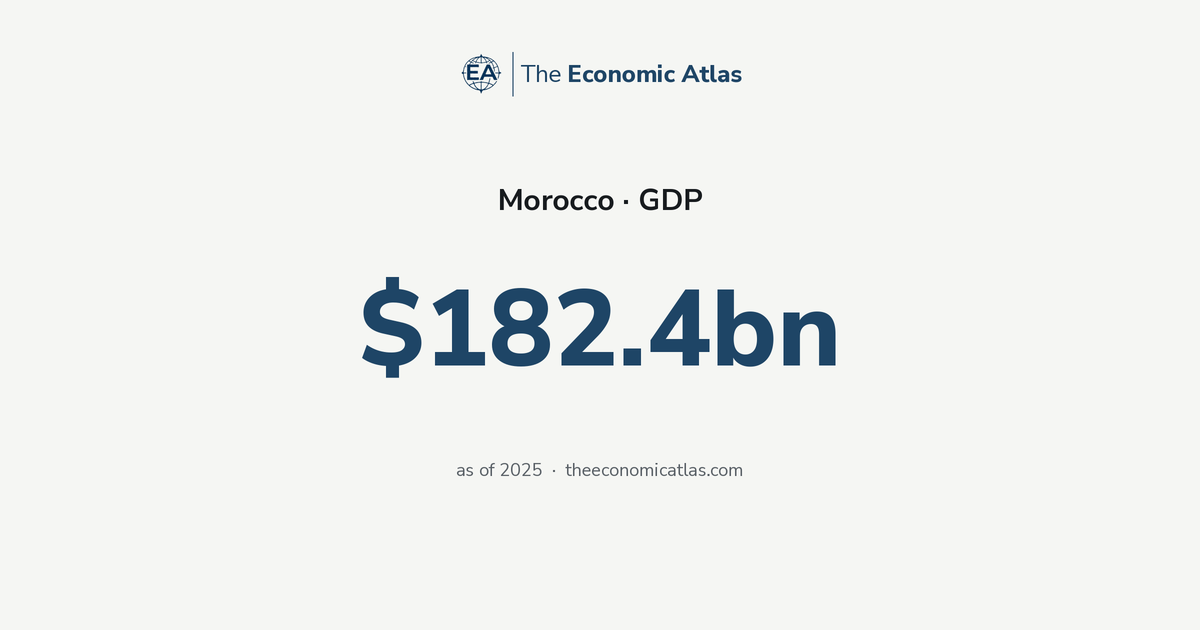 EA The Economic Atlas
Morocco · GDP
$182.4bn
as of 2025 · theeconomicatlas.com